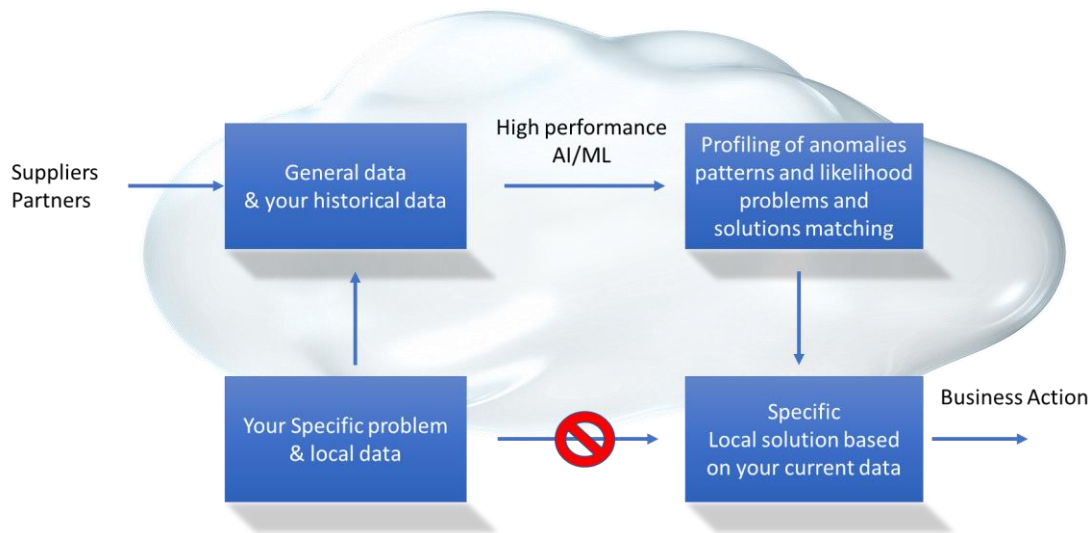 Suppliers
Partners
General data
& your historical data
High performance
AI/ML
Profiling of anomalies
patterns and likelihood
problems and
solutions matching
Your Specific problem
& local data
Specific
Local solution based
on your current data
Business Action